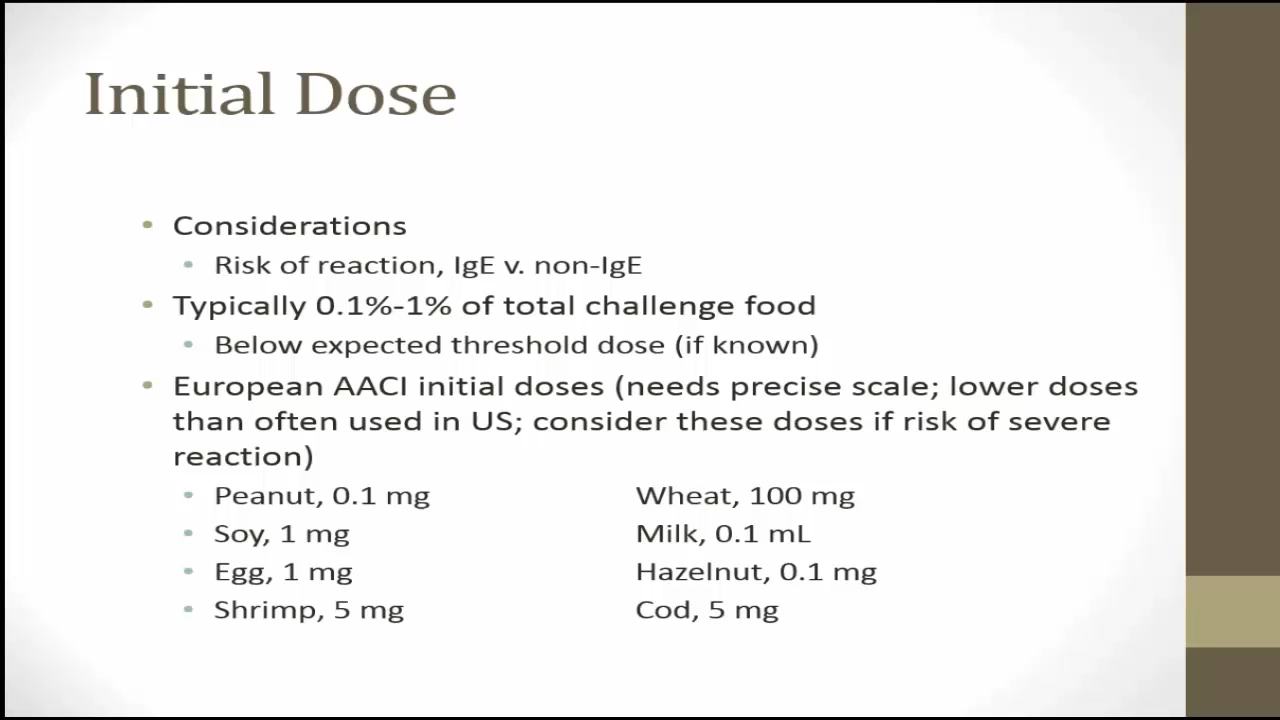 Initial Dose
• Considerations
• Risk of reaction, IgE v. non-IgE
• Typically 0.1%-1% of total challenge food
• Below expected threshold dose (if known)
• European AACI initial doses (needs precise scale; lower doses
than often used in US; consider these doses if risk of severe
reaction)
• Peanut, 0.1 mg Wheat, 100 mg
• Soy, 1 mg Milk, 0.1 mL
• Egg, 1 mg Hazelnut, 0.1 mg
• Shrimp, 5 mg Cod, 5 mg